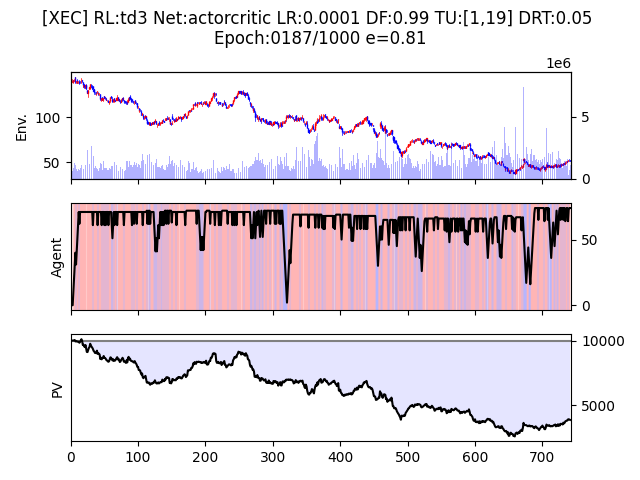 [XEC] RL:td3 Net:actorcritic LR:0.0001 DF:0.99 TU:[1,19] DRT:0.05
Epoch:0187/1000 e=0.81
1e6
Env.
100
50
5
0
Agent
50
0
PV
10000
5000
0 100 200 300 400 500 600 700